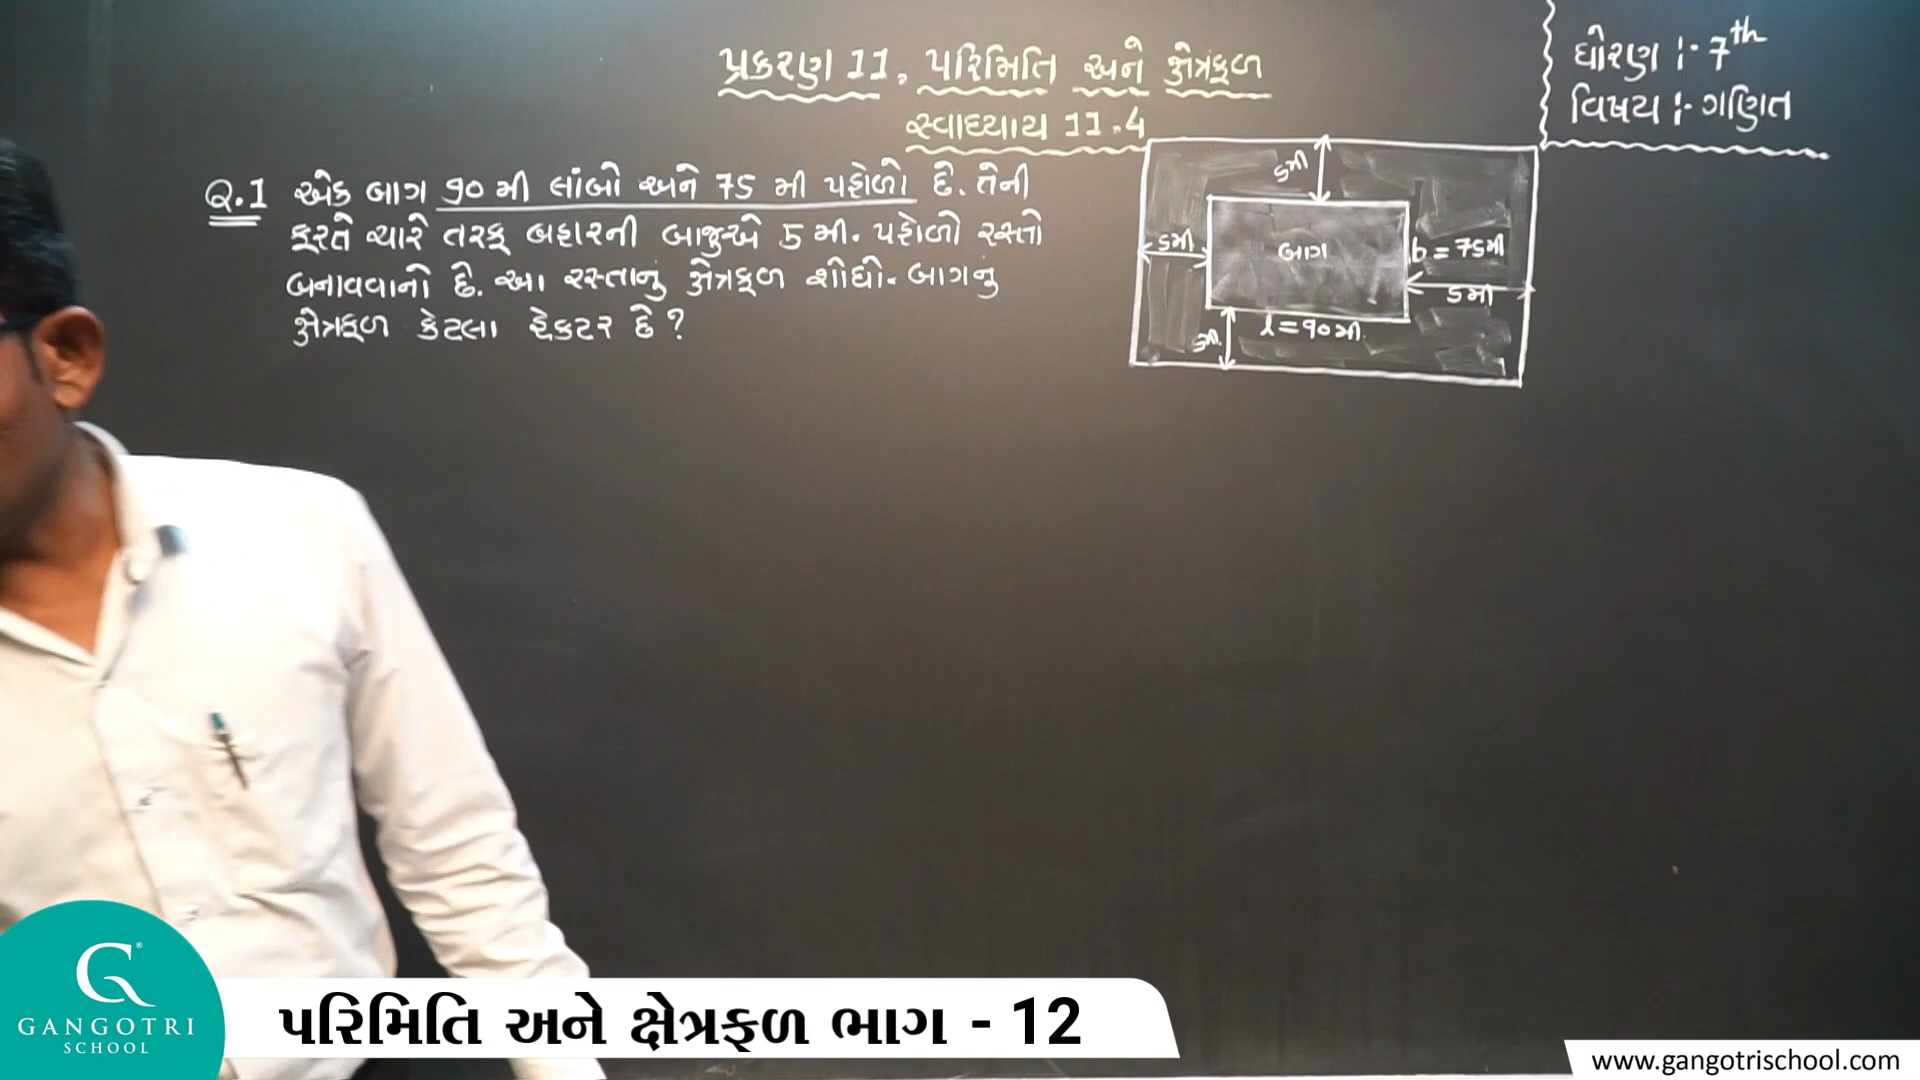 પ્રકરણ 11. પરિમિતિ અને ક્ષેત્રફળ
સ્વાધ્યાય 11.4
ધોરણ :- 7th
વિષય :- ગણિત
Q.1 એક બાગ 90 મી લાંબો અને 75 મી પહોળો છે. તેની
ફરતે ચારે તરફ બહારની બાજુએ 5 મી. પહોળો રસ્તો
બનાવવાનો છે. આ રસ્તાનું ક્ષેત્રફળ શોધો. બાગનું
ક્ષેત્રફળ કેટલા હેક્ટર છે?
5મી
5મી
બાગ
b = 75મી
5મી
l = 90મી.
5મી.
GANGOTRI
SCHOOL
પરિમિતિ અને ક્ષેત્રફળ ભાગ - 12
www.gangotrischool.com